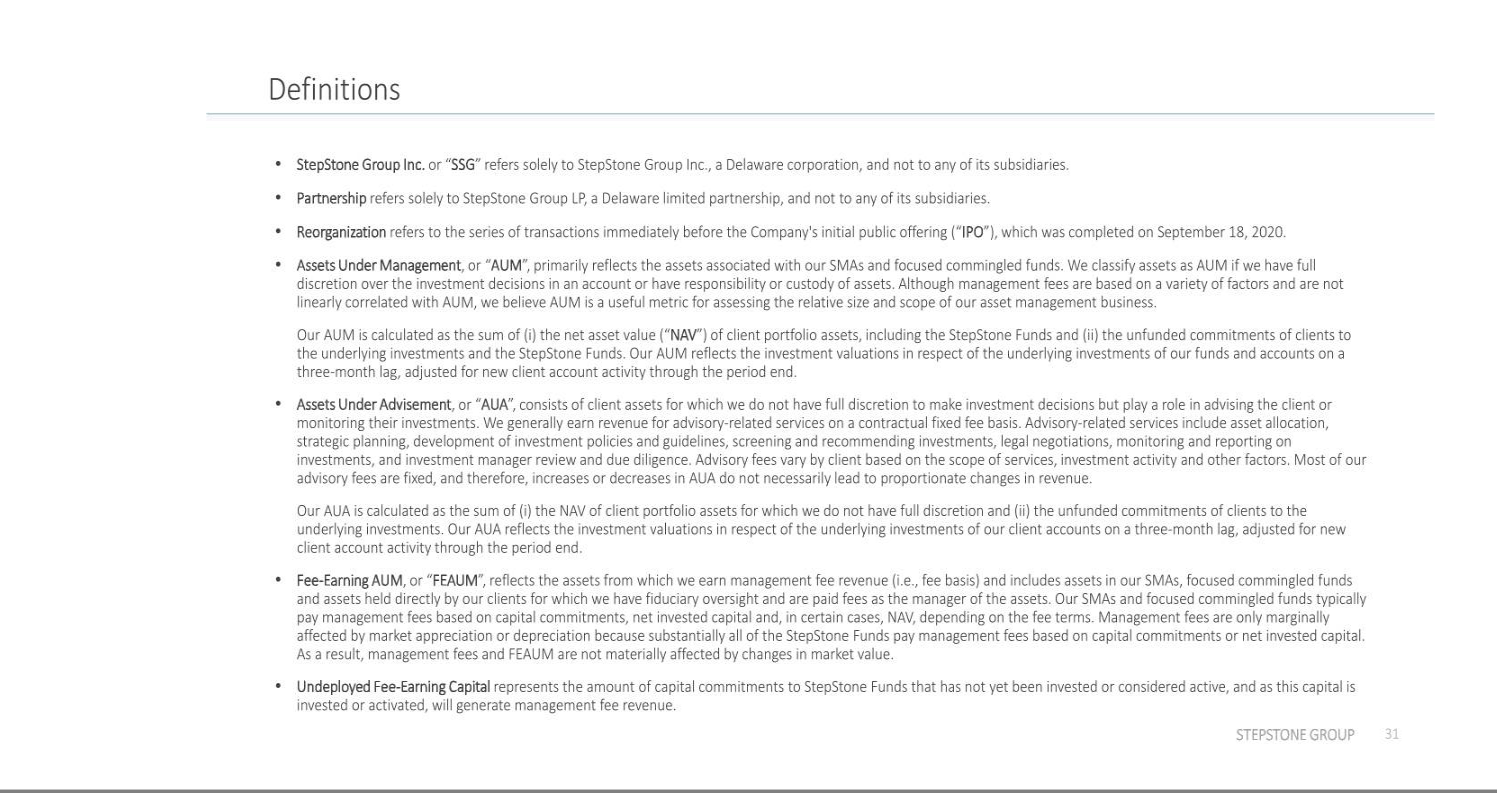 Definitions
• StepStone Group Inc. or “SSG” refers solely to StepStone Group Inc., a Delaware corporation, and not to any of its subsidiaries.
• Partnership refers solely to StepStone Group LP, a Delaware limited partnership, and not to any of its subsidiaries.
• Reorganization refers to the series of transactions immediately before the Company's initial public offering (“IPO”), which was completed on September 18, 2020.
• Assets Under Management, or “AUM”, primarily reflects the assets associated with our SMAs and focused commingled funds. We classify assets as AUM if we have full
discretion over the investment decisions in an account or have responsibility or custody of assets. Although management fees are based on a variety of factors and are not
linearly correlated with AUM, we believe AUM is a useful metric for assessing the relative size and scope of our asset management business.
Our AUM is calculated as the sum of (i) the net asset value (“NAV”) of client portfolio assets, including the StepStone Funds and (ii) the unfunded commitments of clients to
the underlying investments and the StepStone Funds. Our AUM reflects the investment valuations in respect of the underlying investments of our funds and accounts on a
three-month lag, adjusted for new client account activity through the period end.
• Assets Under Advisement, or “AUA”, consists of client assets for which we do not have full discretion to make investment decisions but play a role in advising the client or
monitoring their investments. We generally earn revenue for advisory-related services on a contractual fixed fee basis. Advisory-related services include asset allocation,
strategic planning, development of investment policies and guidelines, screening and recommending investments, legal negotiations, monitoring and reporting on
investments, and investment manager review and due diligence. Advisory fees vary by client based on the scope of services, investment activity and other factors. Most of our
advisory fees are fixed, and therefore, increases or decreases in AUA do not necessarily lead to proportionate changes in revenue.
Our AUA is calculated as the sum of (i) the NAV of client portfolio assets for which we do not have full discretion and (ii) the unfunded commitments of clients to the
underlying investments. Our AUA reflects the investment valuations in respect of the underlying investments of our client accounts on a three-month lag, adjusted for new
client account activity through the period end.
• Fee-Earning AUM, or “FEAUM”, reflects the assets from which we earn management fee revenue (i.e., fee basis) and includes assets in our SMAs, focused commingled funds
and assets held directly by our clients for which we have fiduciary oversight and are paid fees as the manager of the assets. Our SMAs and focused commingled funds typically
pay management fees based on capital commitments, net invested capital and, in certain cases, NAV, depending on the fee terms. Management fees are only marginally
affected by market appreciation or depreciation because substantially all of the StepStone Funds pay management fees based on capital commitments or net invested capital.
As a result, management fees and FEAUM are not materially affected by changes in market value.
• Undeployed Fee-Earning Capital represents the amount of capital commitments to StepStone Funds that has not yet been invested or considered active, and as this capital is
invested or activated, will generate management fee revenue.
STEPSTONE GROUP 31